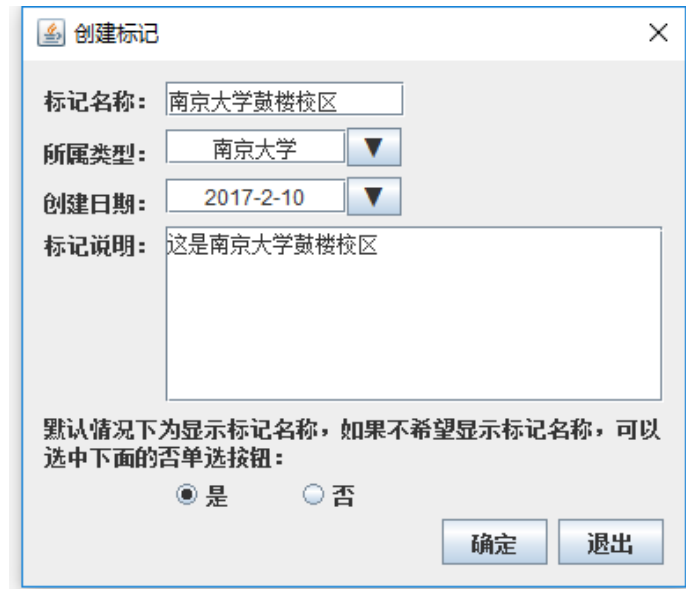 创建标记
标记名称： 南京大学鼓楼校区
所属类型： 南京大学 ▼
创建日期： 2017-2-10 ▼
标记说明： 这是南京大学鼓楼校区
默认情况下为显示标记名称，如果不希望显示标记名称，可以
选中下面的否单选按钮：
是 否
确定 退出